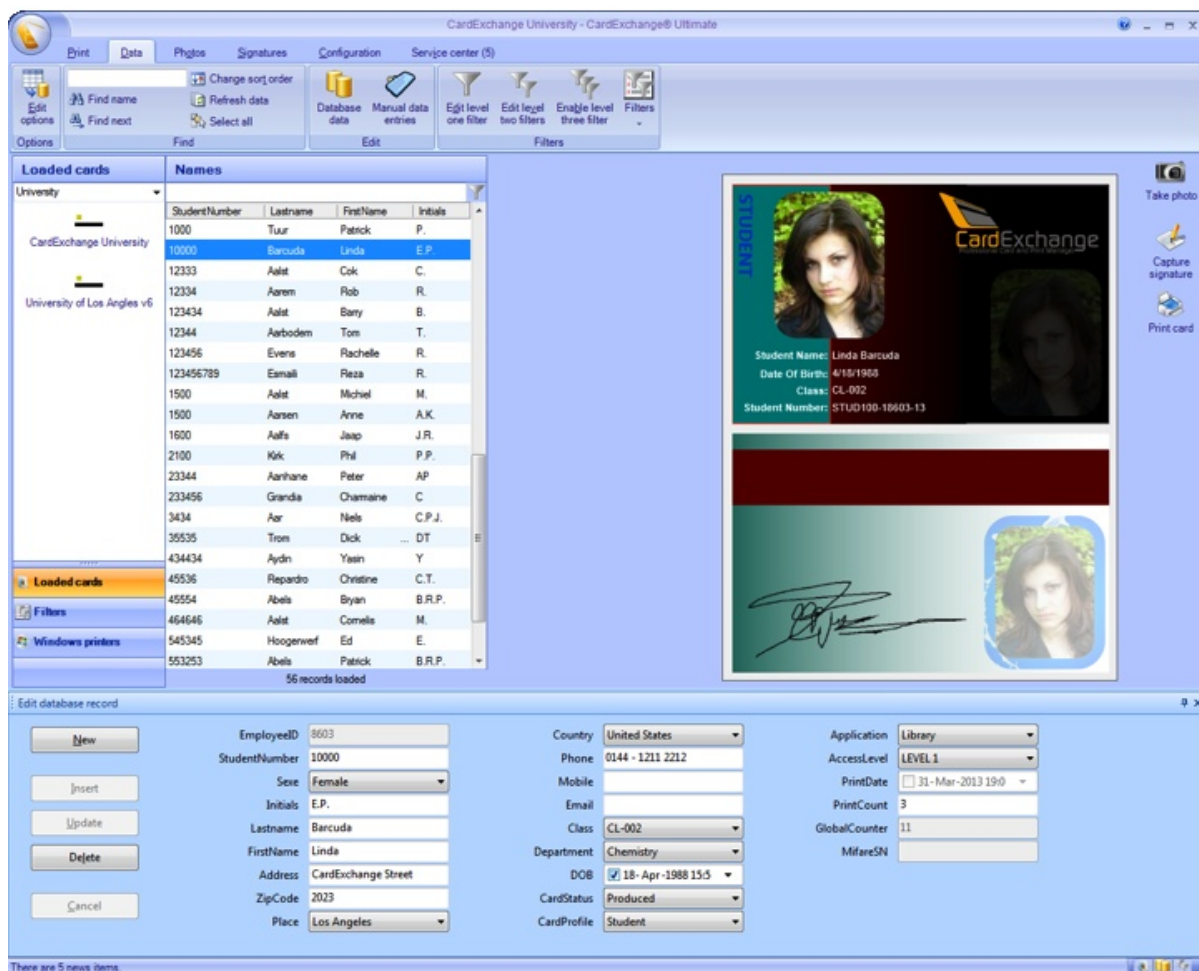 CardExchange University - CardExchange® Ultimate
Print Data Photos Signatures Configuration Service center (5)
Edit options
Find name
Find next
Change sort order
Refresh data
Select all
Database data
Manual data entries
Edit level one filter
Edit level two filters
Enable level three filter
Filters
Options Find Edit Filters
Loaded cards
University
CardExchange University
University of Los Angles v6
Loaded cards
Filters
Windows printers
Names
StudentNumber Lastname FirstName Initials
1000 Tuur Patrick P.
10000 Barcuda Linda E.P.
12333 Aalst Cok C.
12334 Aarem Rob R.
123434 Aalst Barry B.
12344 Aarbodem Tom T.
123456 Evens Rachelle R.
123456789 Esmaili Reza R.
1500 Aalst Michiel M.
1500 Aarsen Anne A.K.
1600 Aalfs Jaap J.R.
2100 Kirk Phil P.P.
23344 Aanhane Peter AP
233456 Grandia Charmaine C
3434 Aar Niels C.P.J.
35535 Trom Dick ... DT
434434 Aydin Yasin Y
45536 Repardro Christine C.T.
45554 Abels Bryan B.R.P.
464646 Aalst Cornelis M.
545345 Hoogerwerf Ed E.
553253 Abels Patrick B.R.P.
56 records loaded
STUDENT
CardExchange
Professional Card and Print Manager
Student Name: Linda Barcuda
Date Of Birth: 4/18/1988
Class: CL-002
Student Number: STUD100-18603-13
Take photo
Capture signature
Print card
Edit database record
New
Insert
Update
Delete
Cancel
EmployeeID 8603
StudentNumber 10000
Sexe Female
Initials E.P.
Lastname Barcuda
FirstName Linda
Address CardExchange Street
ZipCode 2023
Place Los Angeles
Country United States
Phone 0144 - 1211 2212
Mobile
Email
Class CL-002
Department Chemistry
DOB 18- Apr -1988 15:5
CardStatus Produced
CardProfile Student
Application Library
AccessLevel LEVEL 1
PrintDate 31- Mar -2013 19:0
PrintCount 3
GlobalCounter 11
MifareSN
There are 5 news items.